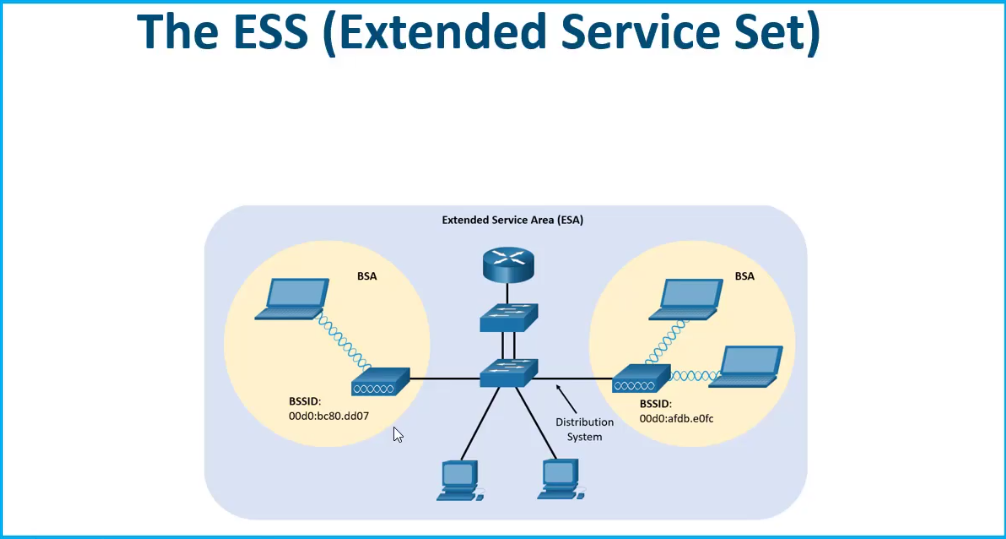 The ESS (Extended Service Set)
Extended Service Area (ESA)
BSA
BSSID:
00d0:bc80.dd07
BSA
BSSID:
00d0:afdb.e0fc
Distribution
System